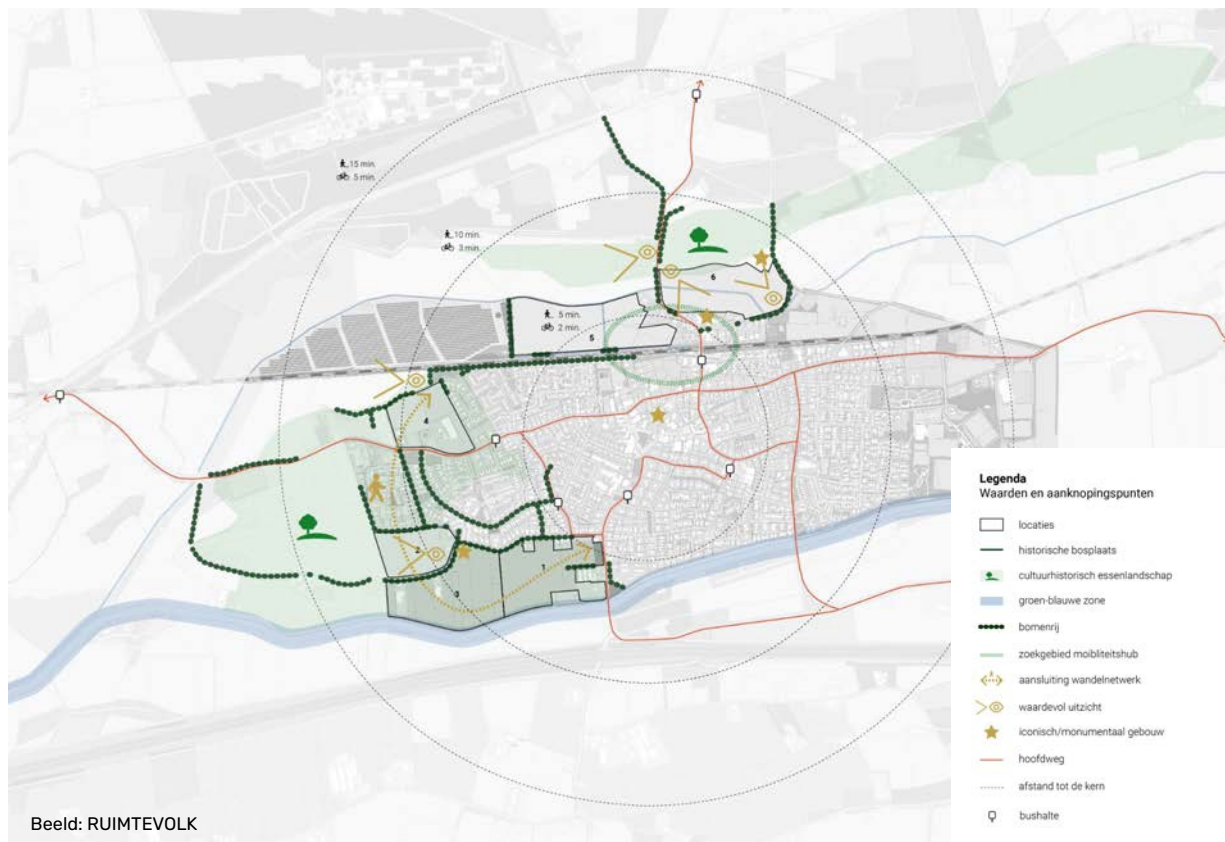 15 min.
5 min.
10 min.
3 min.
6
5 min.
2 min.
5
4
2
1
3
Legenda
Waarden en aanknopingspunten
locaties
historische bosplaats
cultuurhistorisch essenlandschap
groen-blauwe zone
bomenrij
zoekgebied moibliteitshub
aansluiting wandelnetwerk
waardevol uitzicht
iconisch/monumentaal gebouw
hoofdweg
afstand tot de kern
bushalte
Beeld: RUIMTEVOLK